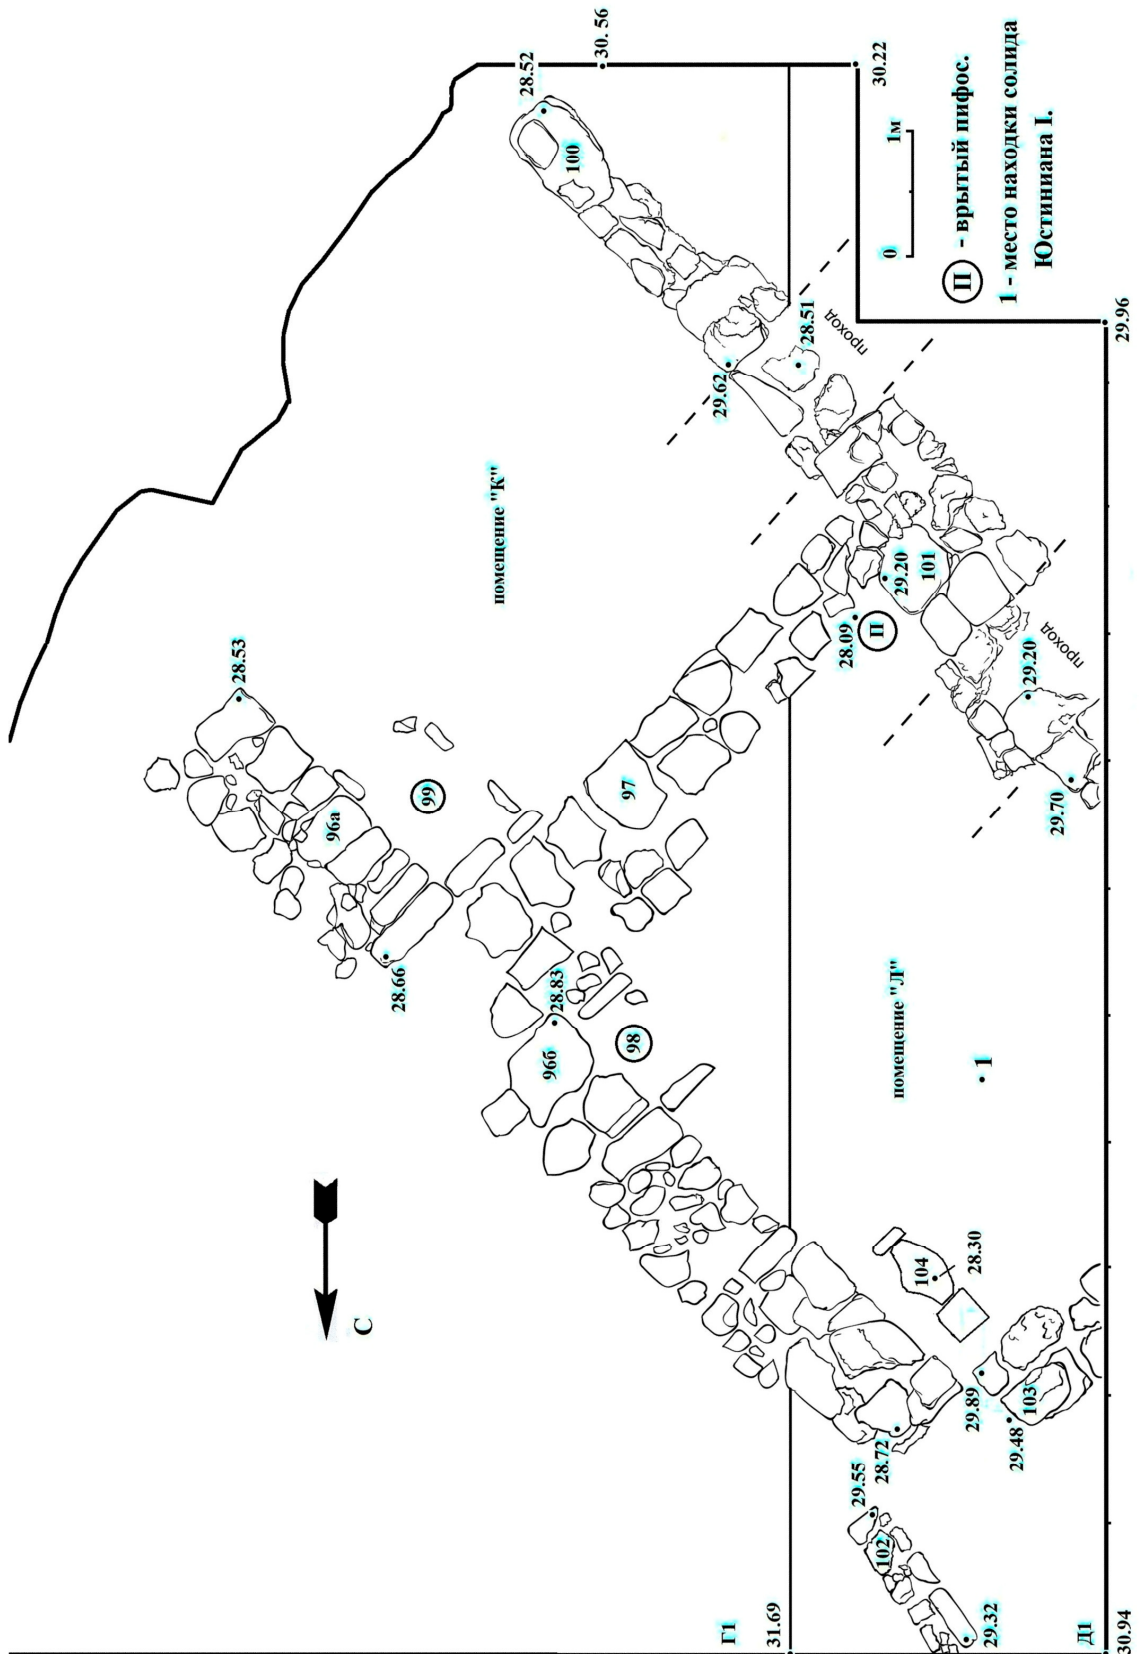 30. 56
28.52
100
30.22
0
1м
П - врытый пифос.
1 - место находки солида
Юстиниана I.
проход
28.51
29.62
29.96
помещение "К"
28.53
29.20
101
28.09
П
проход
29.20
29.70
97
99
96а
28.66
28.83
96б
98
помещение "Л"
1
С
104
28.30
29.89
103
29.48
28.72
29.55
102
29.32
Г1
31.69
Д1
30.94